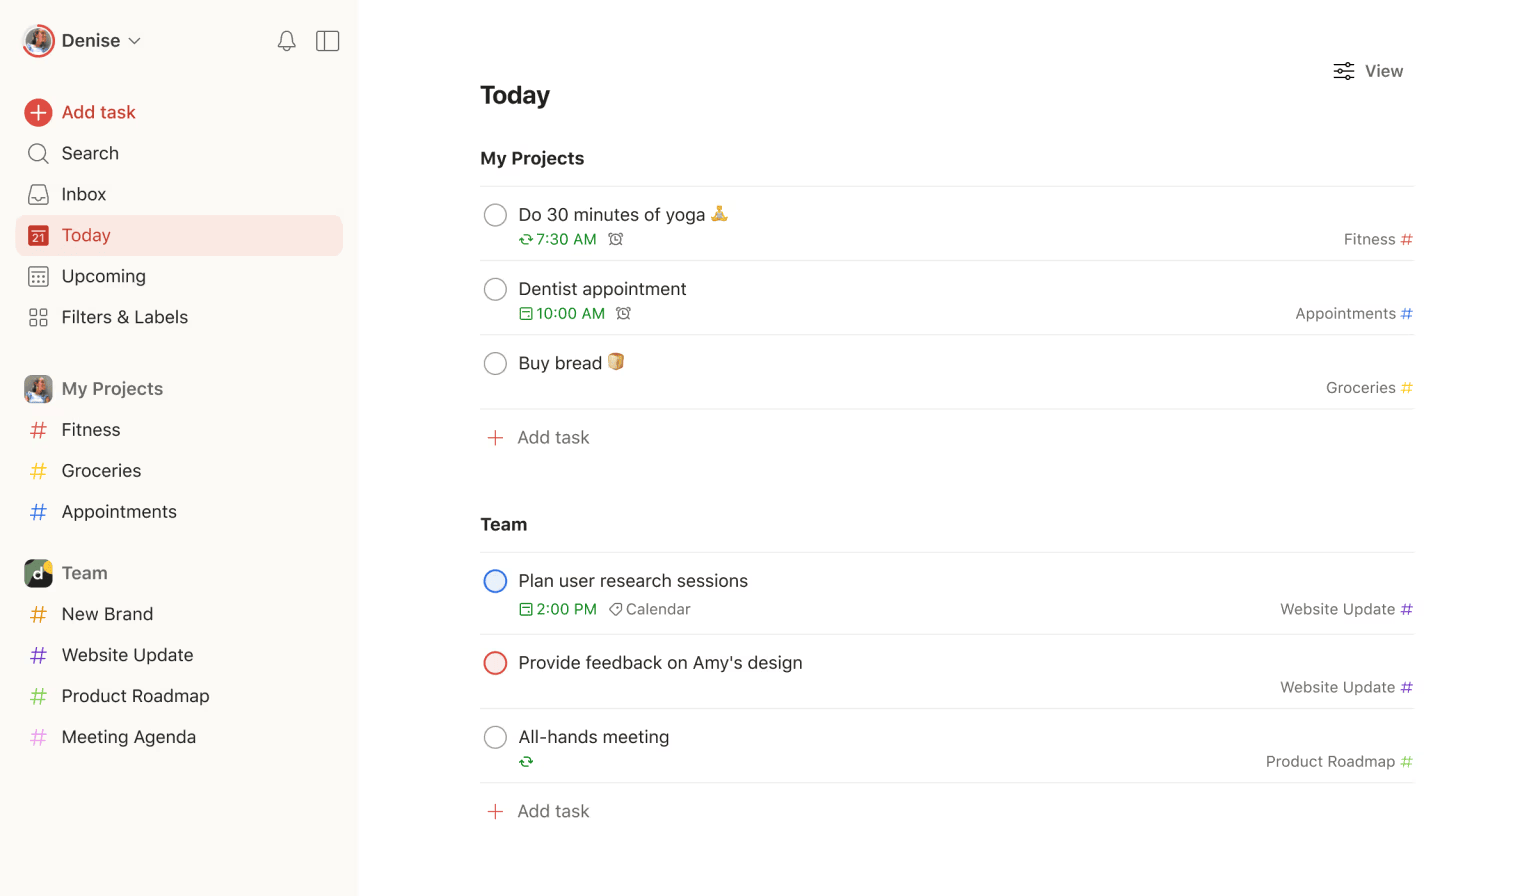 Denise
Add task
Search
Inbox
21
Today
Upcoming
Filters & Labels
My Projects
# Fitness
# Groceries
# Appointments
d
Team
# New Brand
# Website Update
# Product Roadmap
# Meeting Agenda
View
Today
My Projects
Do 30 minutes of yoga 🧘
7:30 AM
Fitness #
Dentist appointment
10:00 AM
Appointments #
Buy bread 🍞
Groceries #
+ Add task
Team
Plan user research sessions
2:00 PM Calendar
Website Update #
Provide feedback on Amy's design
Website Update #
All-hands meeting
Product Roadmap #
+ Add task